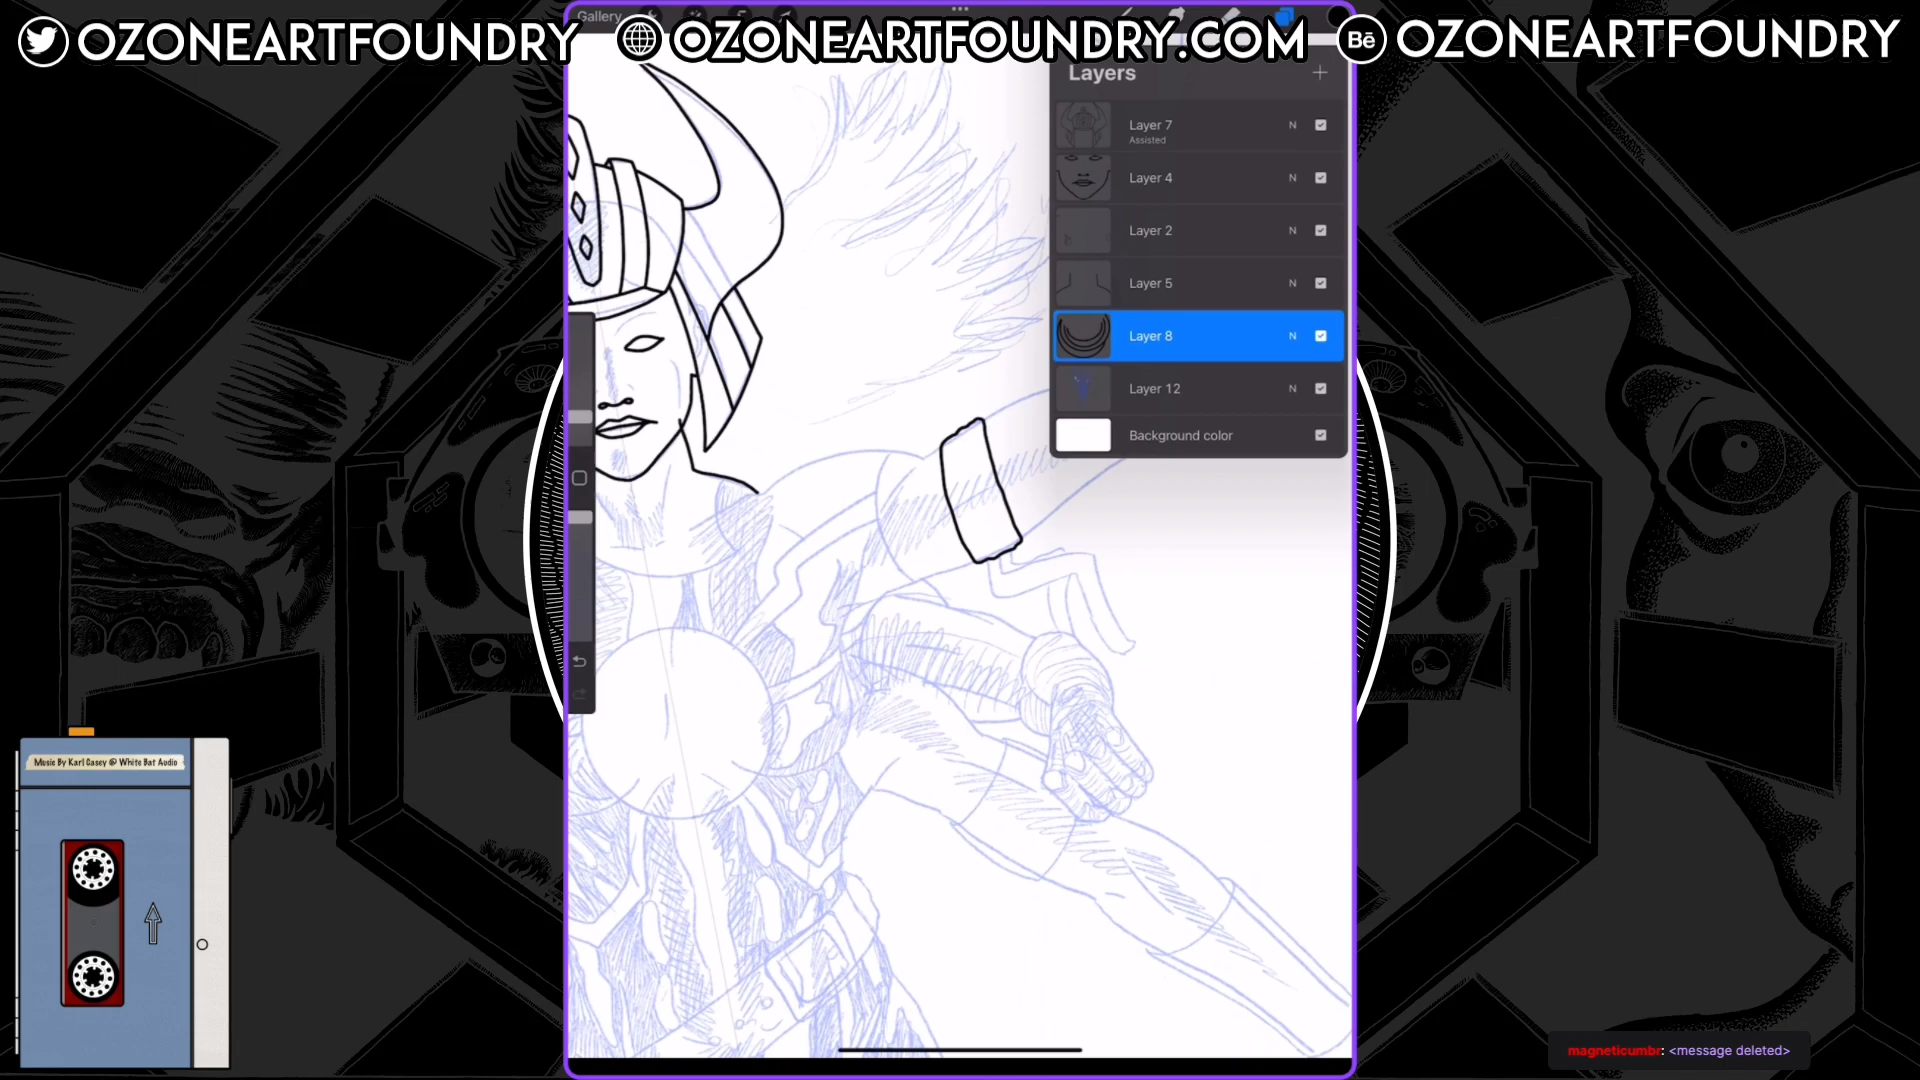 OZONEARTFOUNDRY OZONEARTFOUNDRY.COM Bē OZONEARTFOUNDRY
Gallery
Layers
Layer 7 N
Assisted
Layer 4 N
Layer 2 N
Layer 5 N
Layer 8 N
Layer 12 N
Background color
Music By Karl Casey @ White Bat Audio
magneticumbr: <message deleted>